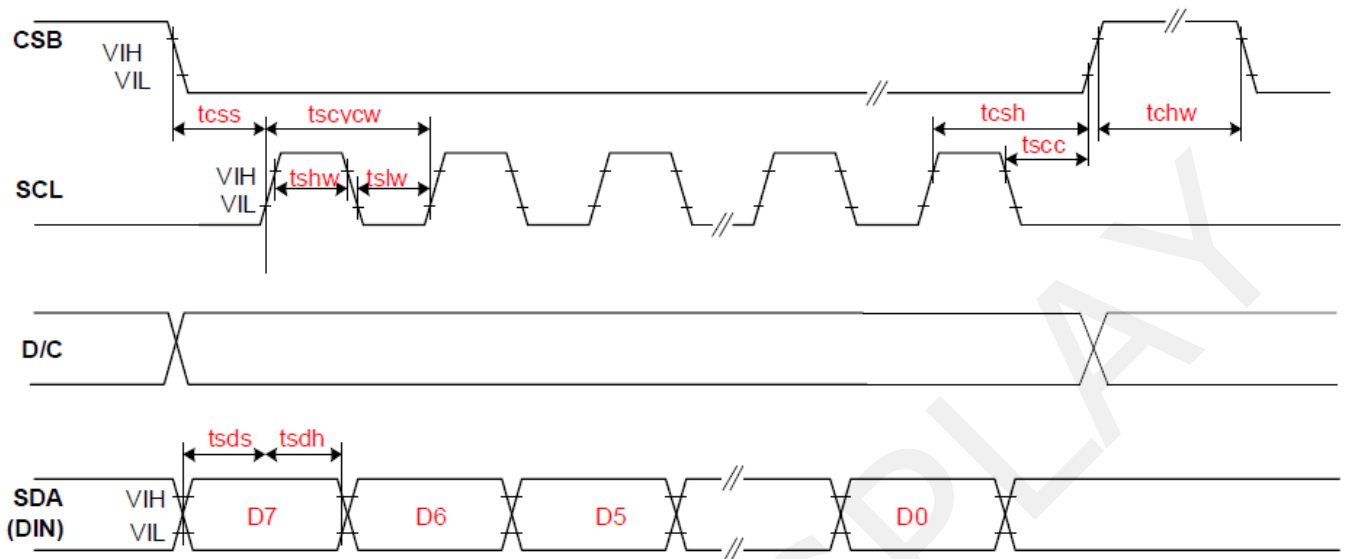 CSB
VIH
VIL
tcss
tscycw
tcsh
tchw
tscc
SCL
VIH
VIL
tshw
tslw
D/C
tsds
tsdh
SDA
(DIN)
VIH
VIL
D7
D6
D5
D0
SPLAY